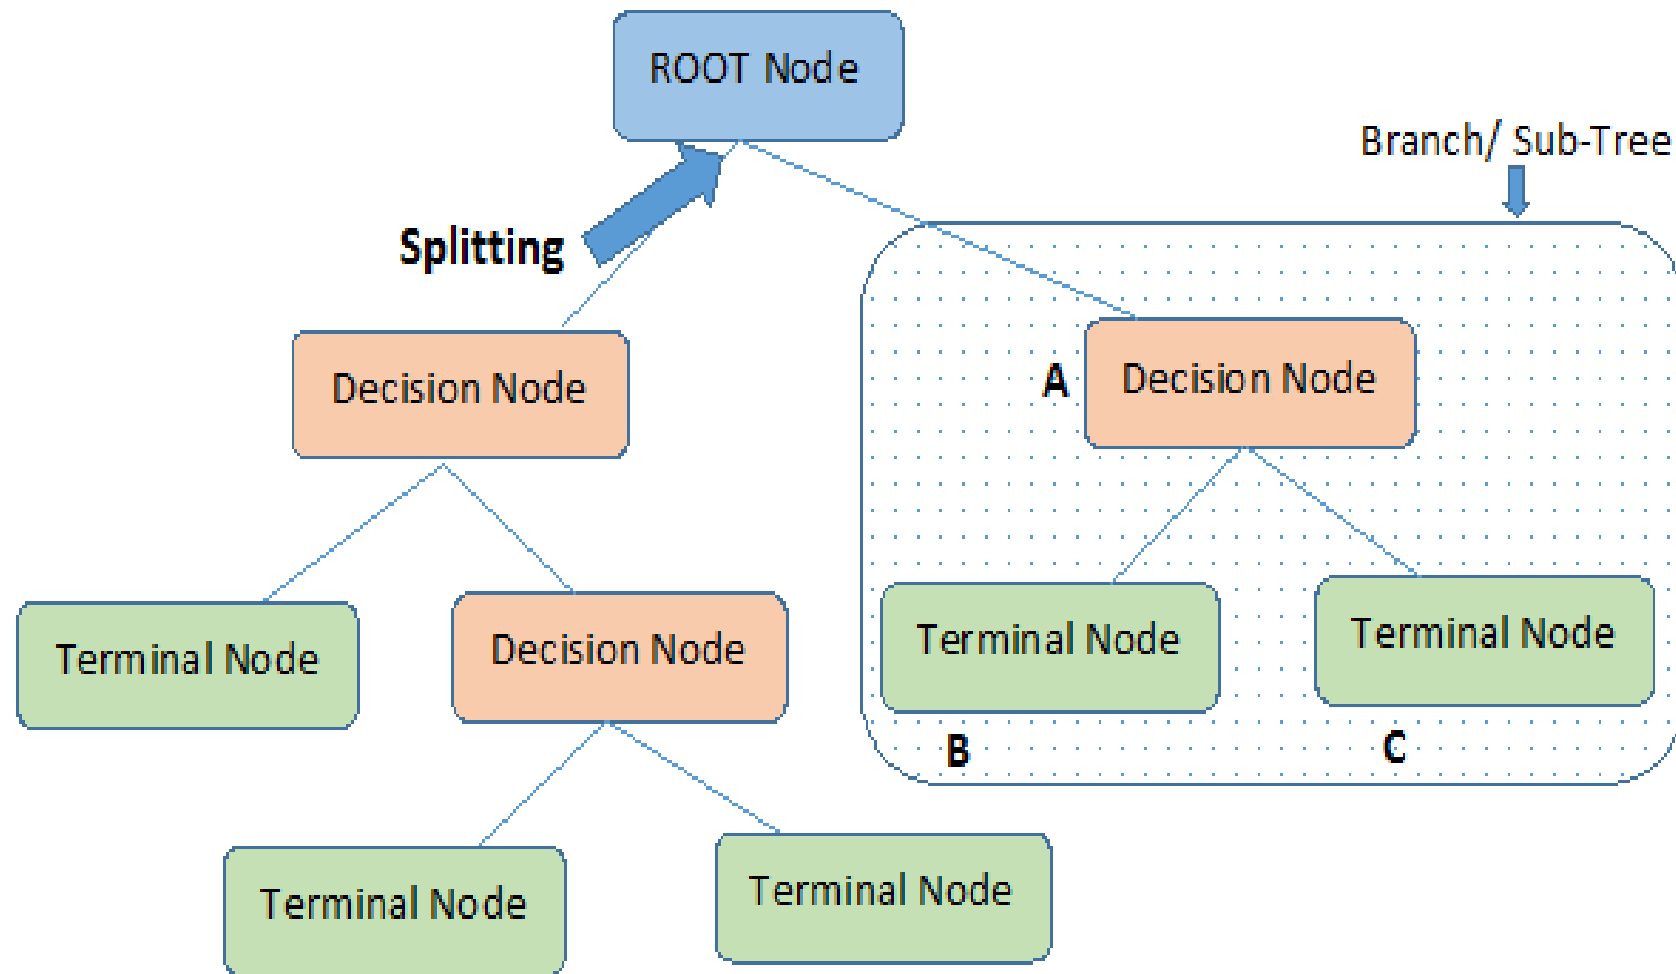 ROOT Node
Branch/ Sub-Tree
Splitting
Decision Node
A
Decision Node
Terminal Node
Decision Node
Terminal Node
Terminal Node
B
C
Terminal Node
Terminal Node